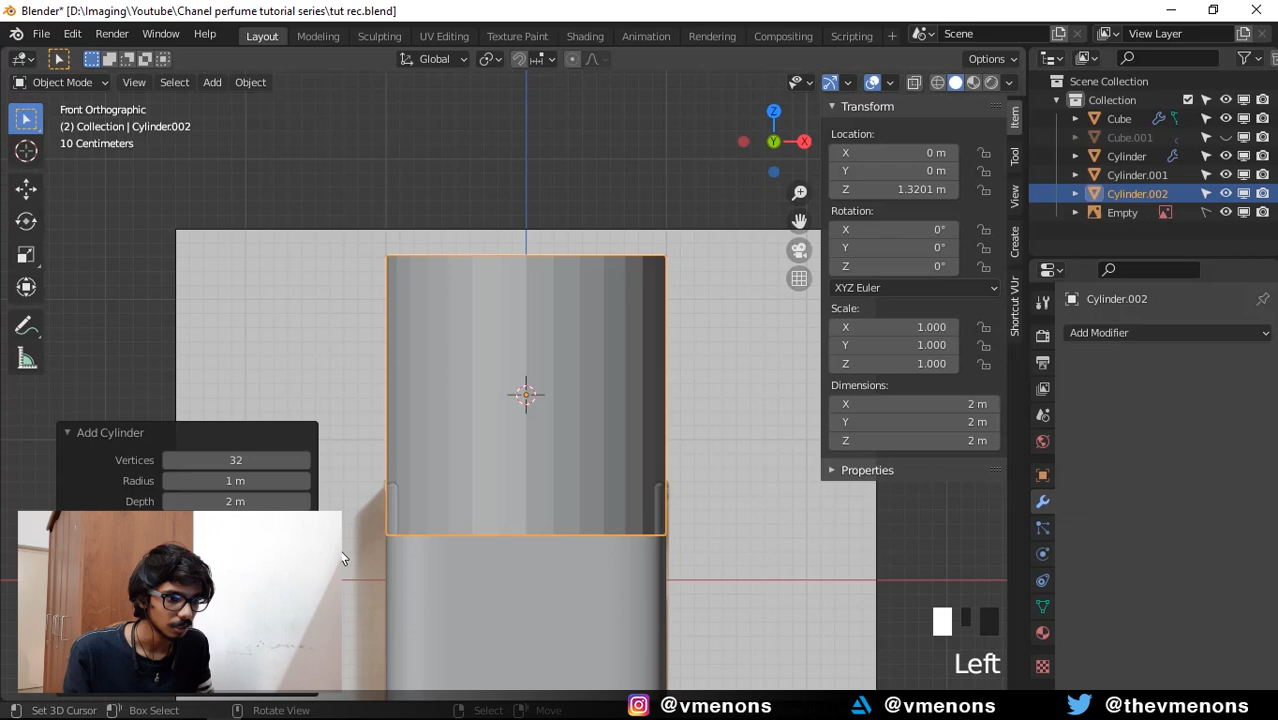 Blender* [D:\Imaging\Youtube\Chanel perfume tutorial series\tut rec.blend]
File Edit Render Window Help Layout Modeling Sculpting UV Editing Texture Paint Shading Animation Rendering Compositing Scripting + Scene View Layer
Global Options
Object Mode View Select Add Object
Front Orthographic
(2) Collection | Cylinder.002
10 Centimeters
Z
X
Y
Transform
Location:
X 0 m
Y 0 m
Z 1.3201 m
Rotation:
X 0°
Y 0°
Z 0°
XYZ Euler
Scale:
X 1.000
Y 1.000
Z 1.000
Dimensions:
X 2 m
Y 2 m
Z 2 m
Properties
Item
Tool
View
Create
Shortcut VUr
Scene Collection
Collection
Cube
Cube.001
Cylinder
Cylinder.001
Cylinder.002
Empty
Cylinder.002
Add Modifier
Add Cylinder
Vertices 32
Radius 1 m
Depth 2 m
Left
@vmenons @vmenons @thevmenons
Set 3D Cursor Box Select Rotate View Select Move